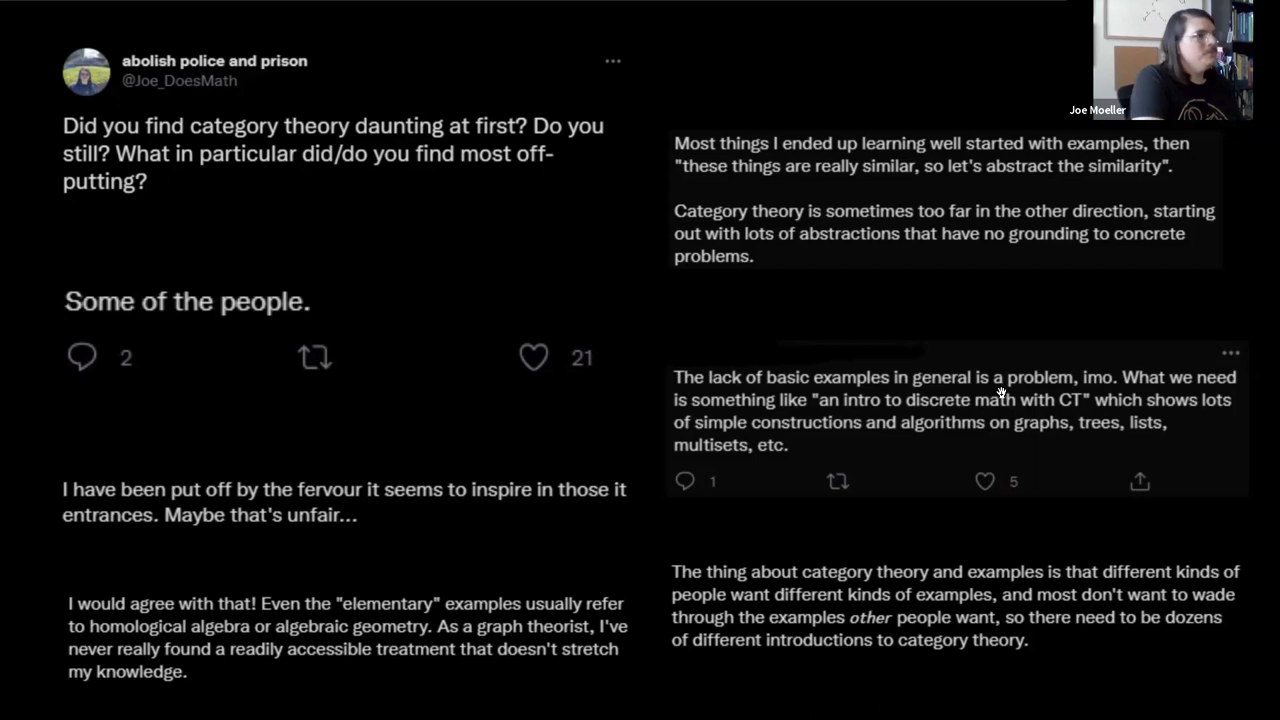 abolish police and prison
@Joe_DoesMath
Did you find category theory daunting at first? Do you
still? What in particular did/do you find most off-
putting?
Some of the people.
2
21
I have been put off by the fervour it seems to inspire in those it
entrances. Maybe that's unfair...
I would agree with that! Even the "elementary" examples usually refer
to homological algebra or algebraic geometry. As a graph theorist, I've
never really found a readily accessible treatment that doesn't stretch
my knowledge.
Joe Moeller
Most things I ended up learning well started with examples, then
"these things are really similar, so let's abstract the similarity".
Category theory is sometimes too far in the other direction, starting
out with lots of abstractions that have no grounding to concrete
problems.
The lack of basic examples in general is a problem, imo. What we need
is something like "an intro to discrete math with CT" which shows lots
of simple constructions and algorithms on graphs, trees, lists,
multisets, etc.
1
5
The thing about category theory and examples is that different kinds of
people want different kinds of examples, and most don't want to wade
through the examples other people want, so there need to be dozens
of different introductions to category theory.